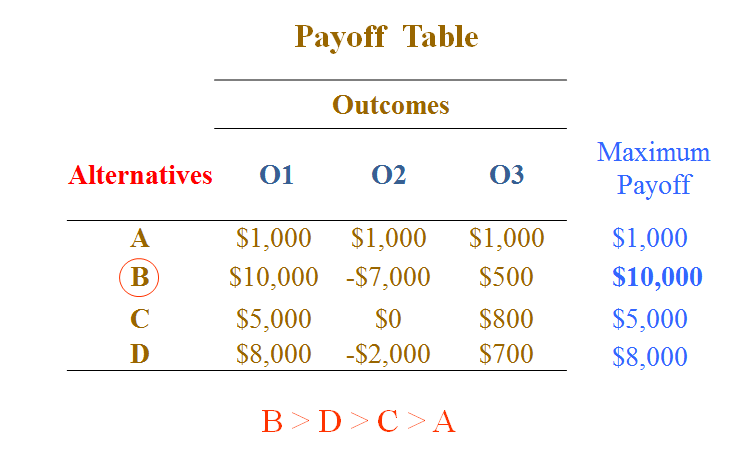 Payoff Table
Outcomes
Maximum
Payoff
Alternatives O1 O2 O3
A $1,000 $1,000 $1,000 $1,000
B $10,000 -$7,000 $500 $10,000
C $5,000 $0 $800 $5,000
D $8,000 -$2,000 $700 $8,000
B > D > C > A